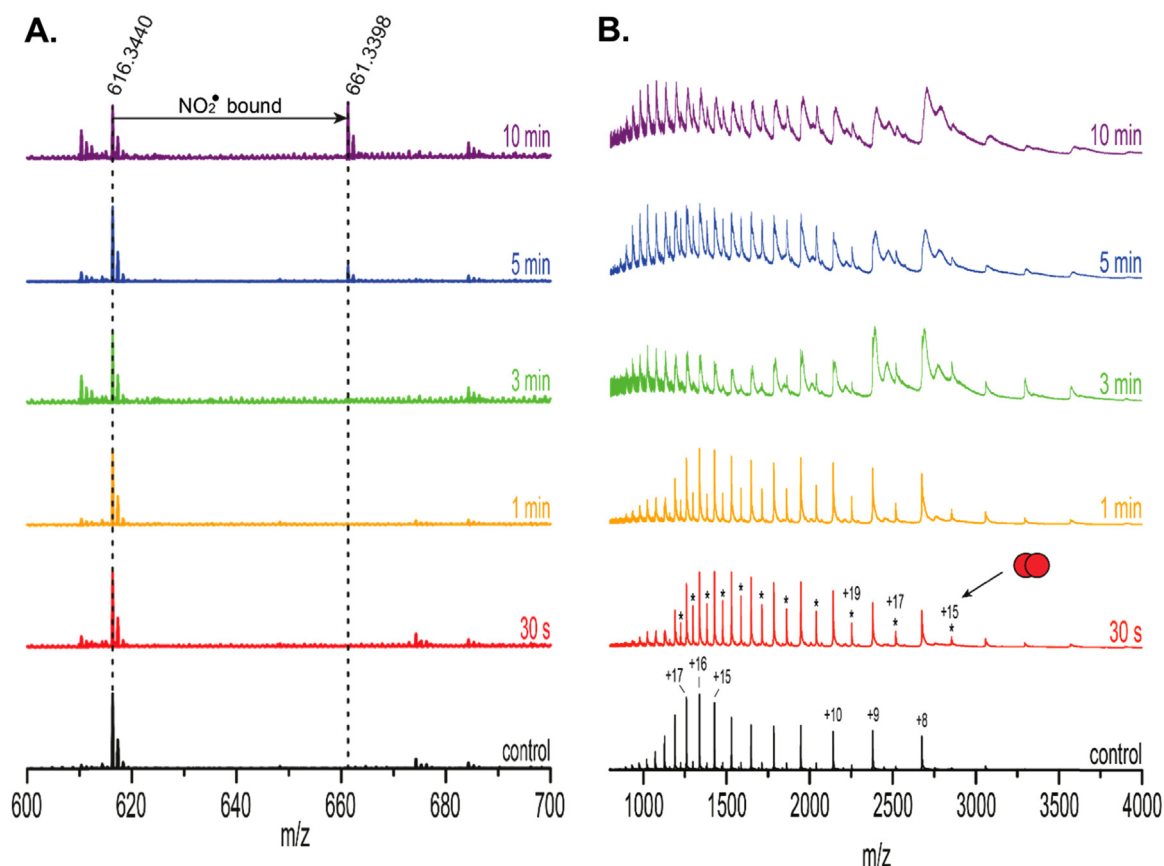 A.
616.3440
661.3398
NO₂• bound
10 min
5 min
3 min
1 min
30 s
control
600 620 640 660 680 700
m/z
B.
10 min
5 min
3 min
1 min
* * * * * * * * * * *
+19
+17
+15
30 s
+17
+16
+15
+10
+9
+8
control
1000 1500 2000 2500 3000 3500 4000
m/z